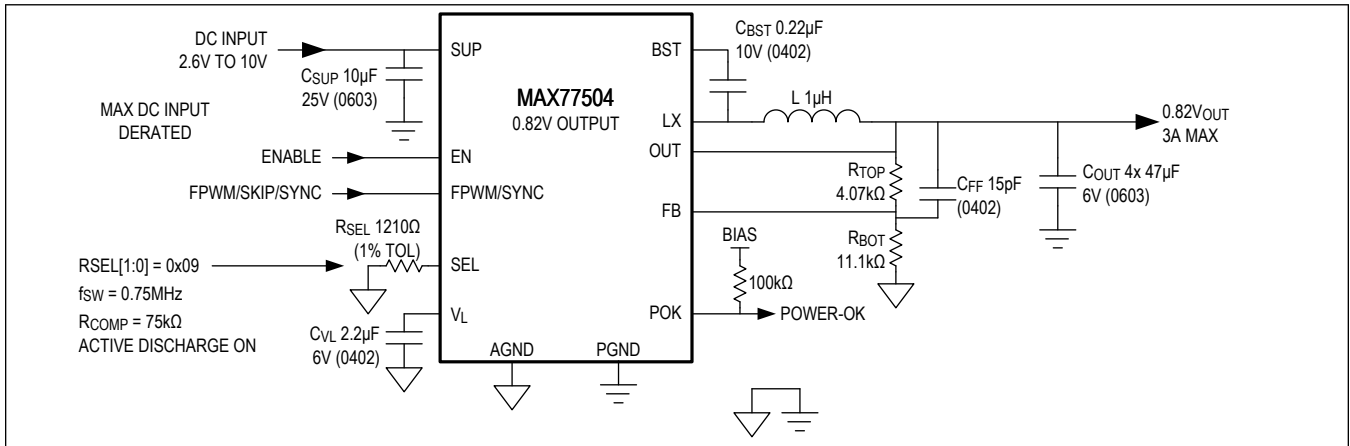 DC INPUT
2.6V TO 10V
CSUP 10µF
25V (0603)
MAX DC INPUT
DERATED
ENABLE
FPWM/SKIP/SYNC
RSEL 1210Ω
(1% TOL)
RSEL[1:0] = 0x09
fSW = 0.75MHz
RCOMP = 75kΩ
ACTIVE DISCHARGE ON
CVL 2.2µF
6V (0402)
SUP
EN
FPWM/SYNC
SEL
VL
MAX77504
0.82V OUTPUT
AGND
PGND
BST
LX
OUT
FB
POK
CBST 0.22µF
10V (0402)
L 1µH
RTOP
4.07kΩ
CFF 15pF
(0402)
RBOT
11.1kΩ
BIAS
100kΩ
POWER-OK
0.82VOUT
3A MAX
COUT 4x 47µF
6V (0603)